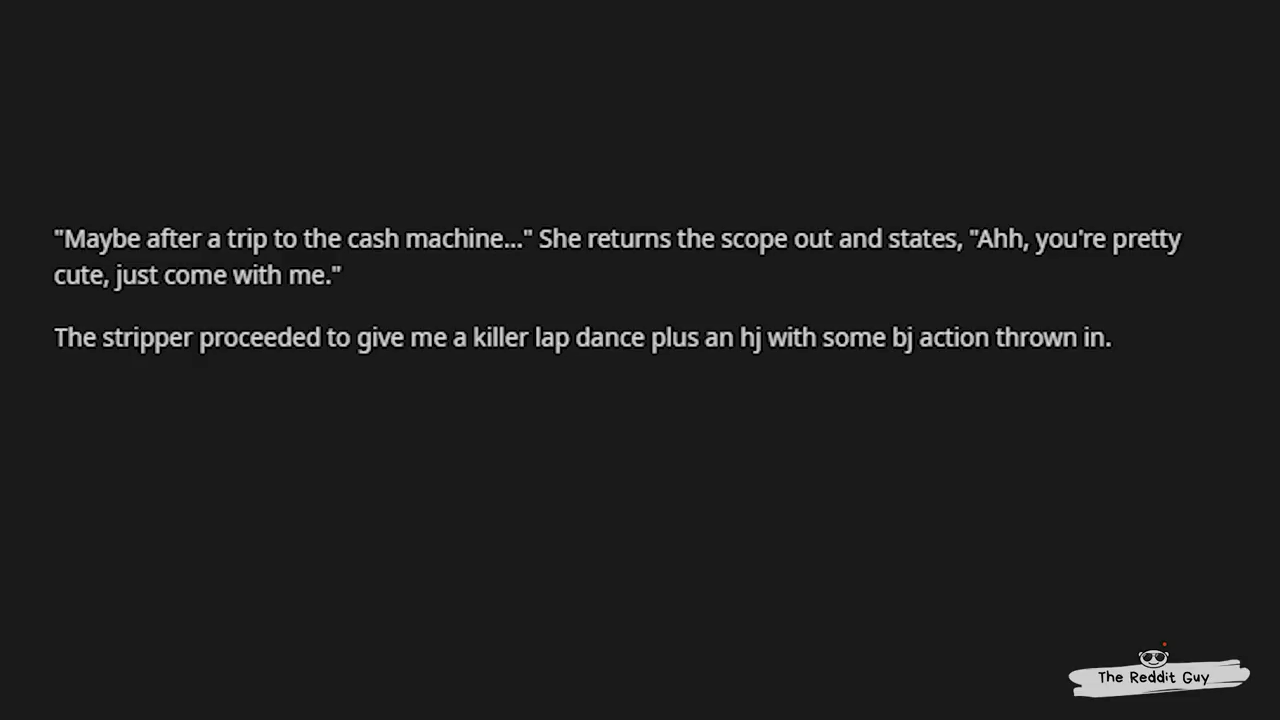 "Maybe after a trip to the cash machine..." She returns the scope out and states, "Ahh, you're pretty
cute, just come with me."
The stripper proceeded to give me a killer lap dance plus an hj with some bj action thrown in.
The Reddit Guy